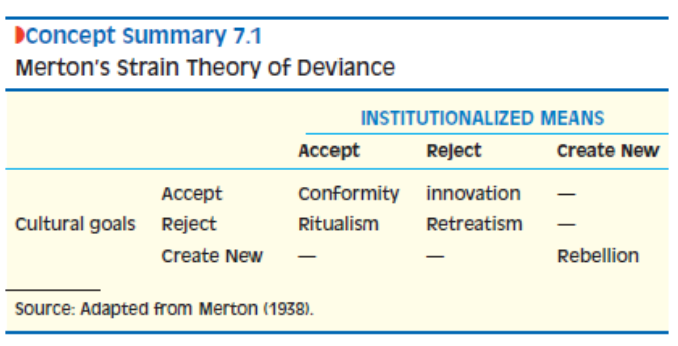 Concept Summary 7.1
Merton's Strain Theory of Deviance
INSTITUTIONALIZED MEANS
Accept Reject Create New
Accept Conformity innovation —
Cultural goals Reject Ritualism Retreatism —
Create New — — Rebellion
Source: Adapted from Merton (1938).